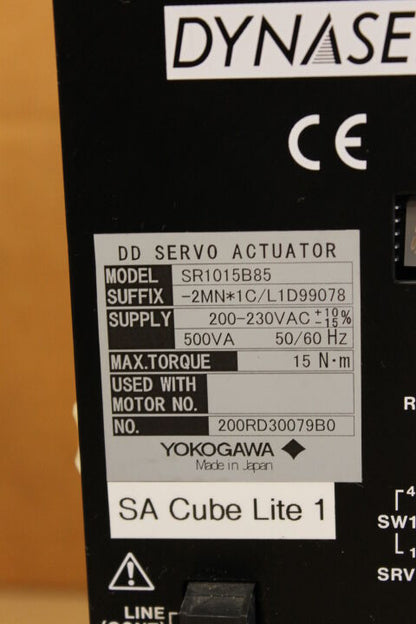 DYNASE
CE
DD SERVO ACTUATOR
MODEL SR1015B85
SUFFIX -2MN*1C/L1D99078
SUPPLY 200-230VAC +10 -15 %
500VA 50/60 Hz
MAX.TORQUE 15 N·m
USED WITH
MOTOR NO.
NO. 200RD30079B0
YOKOGAWA
Made in Japan
SA Cube Lite 1
R
4
SW1
1
SRV
LINE